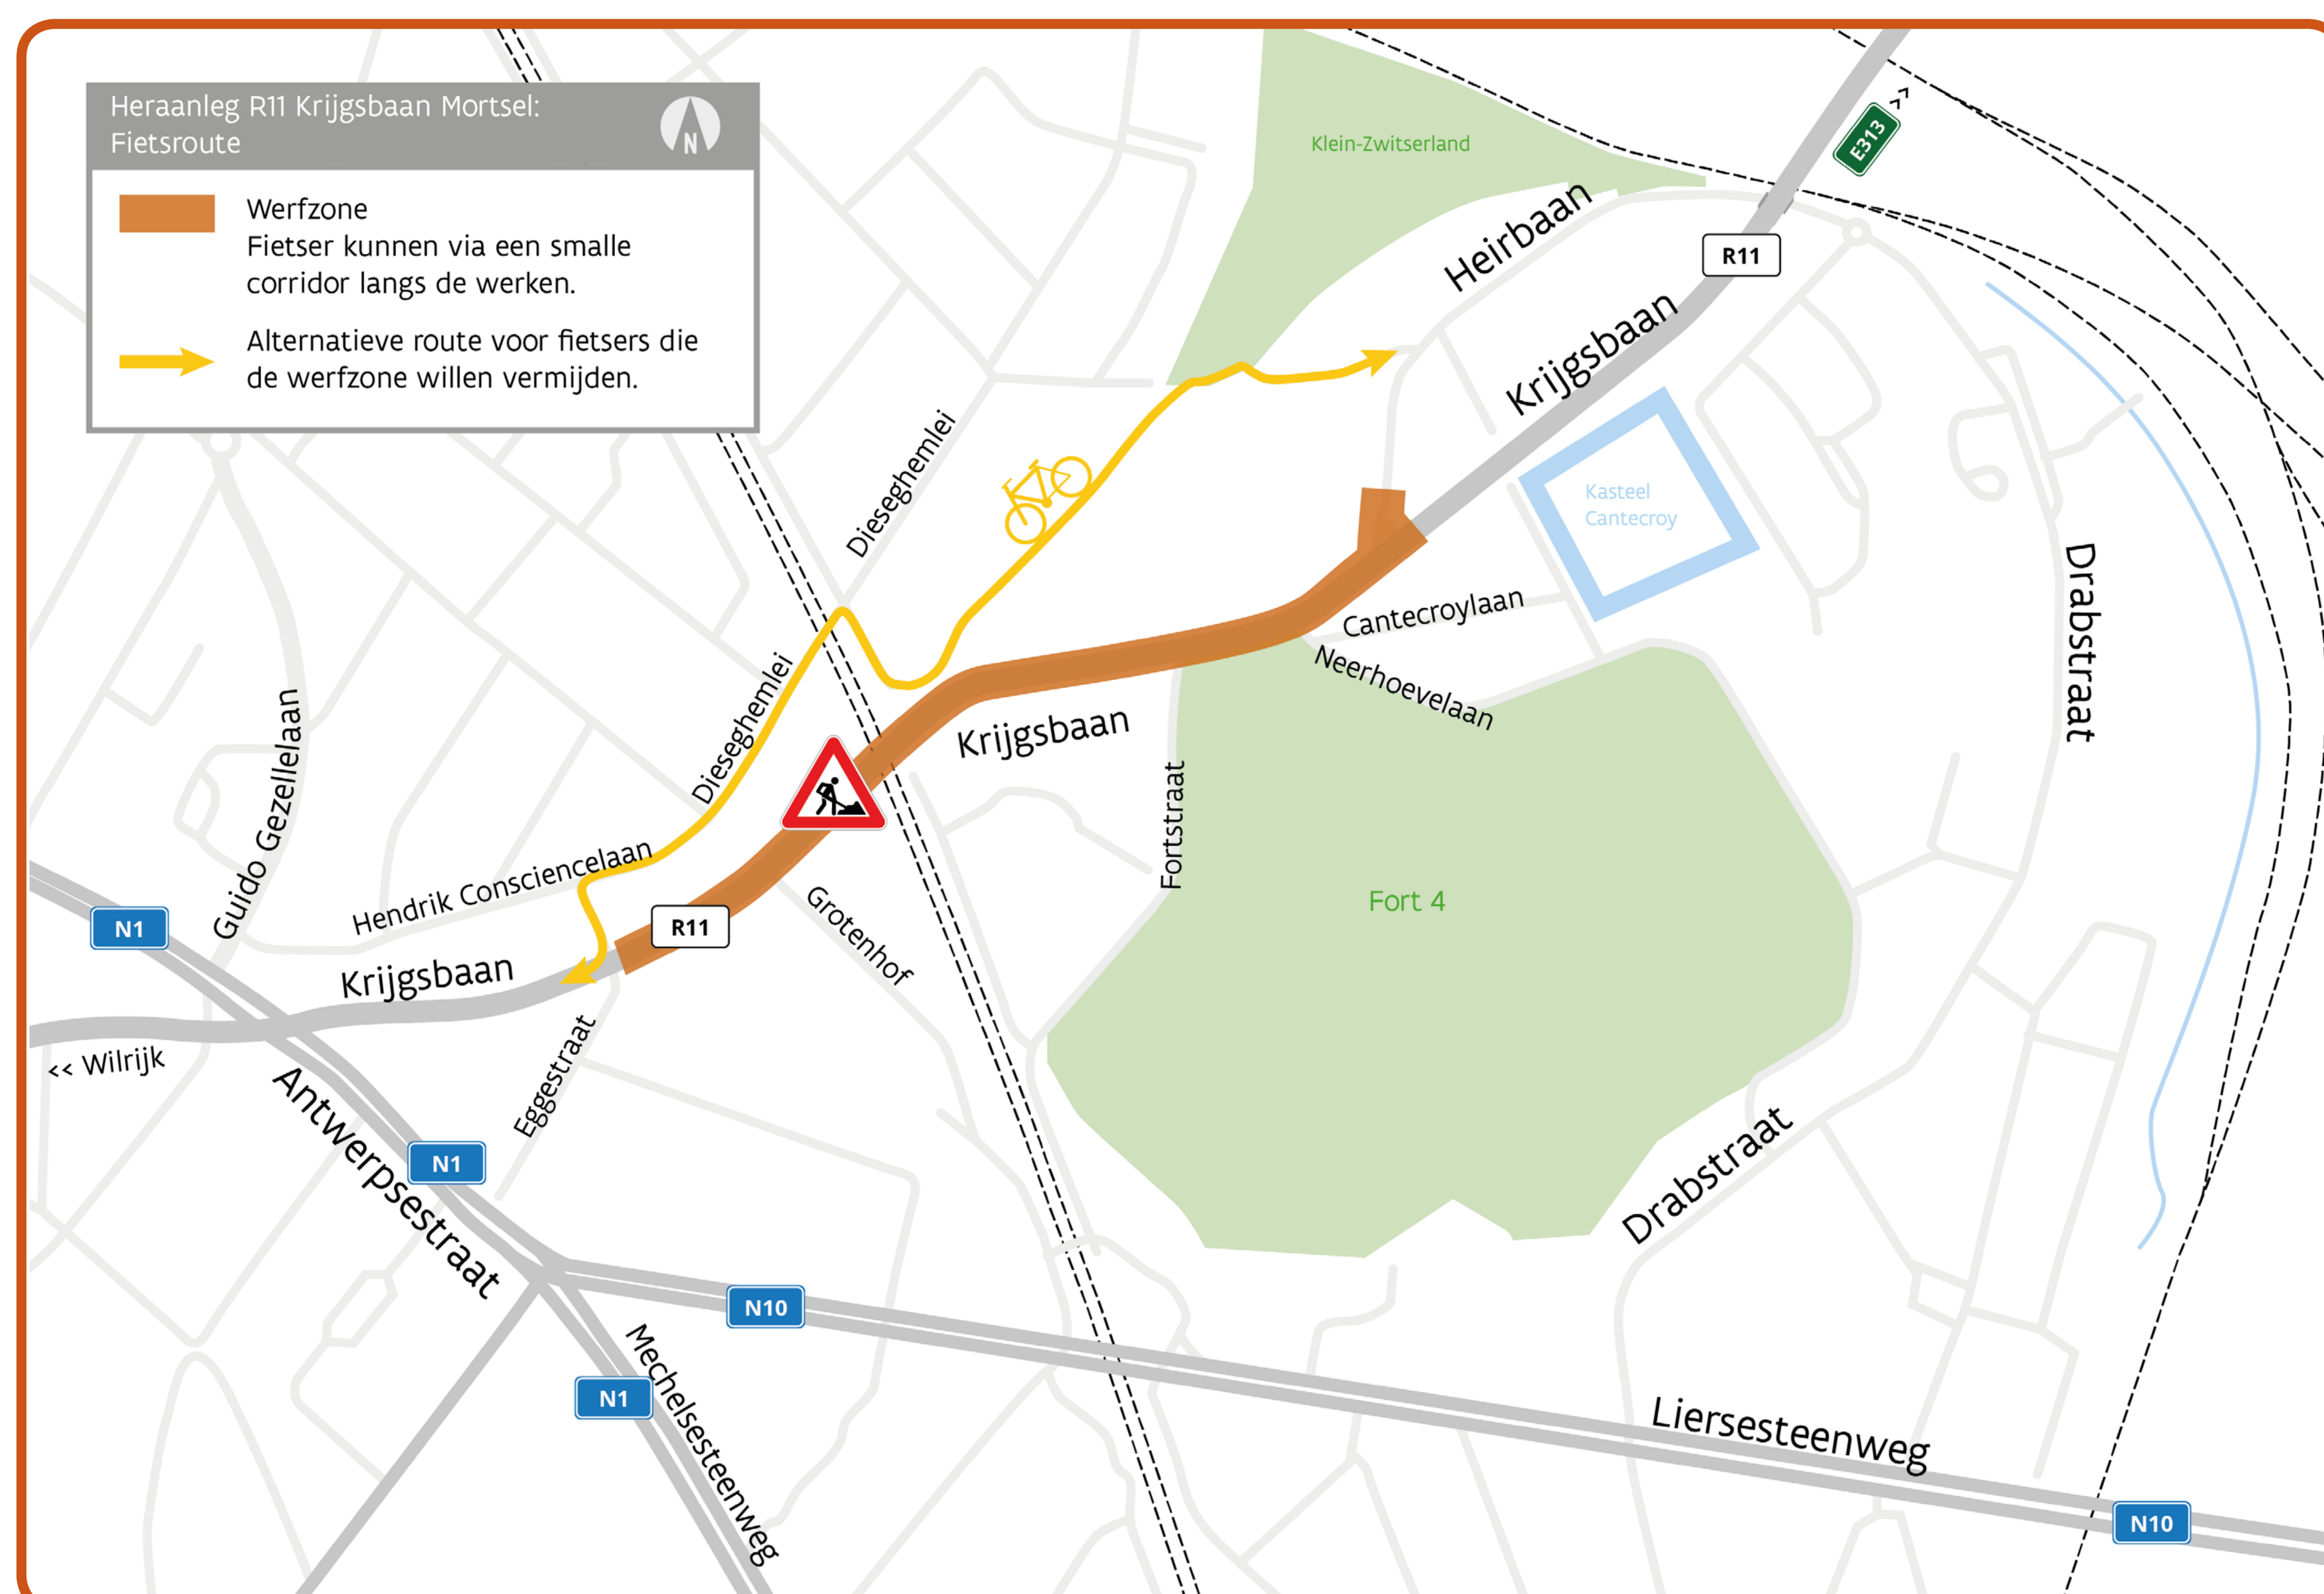 Heraanleg R11 Krijgsbaan Mortsel:
Fietsroute
N
Werfzone
Fietser kunnen via een smalle
corridor langs de werken.
Alternatieve route voor fietsers die
de werfzone willen vermijden.
Klein-Zwitserland
E313 >>
Heirbaan
R11
Krijgsbaan
Kasteel
Cantecroy
Dieseghemlei
Cantecroylaan
Neerhoevelaan
Drabstraat
Dieseghemlei
Krijgsbaan
Fortstraat
Guido Gezellelaan
Hendrik Consciencelaan
Fort 4
N1
R11
Grotenhof
Krijgsbaan
<< Wilrijk
Eggestraat
Antwerpsestraat
N1
Drabstraat
N10
Mechelsesteenweg
N1
Liersesteenweg
N10